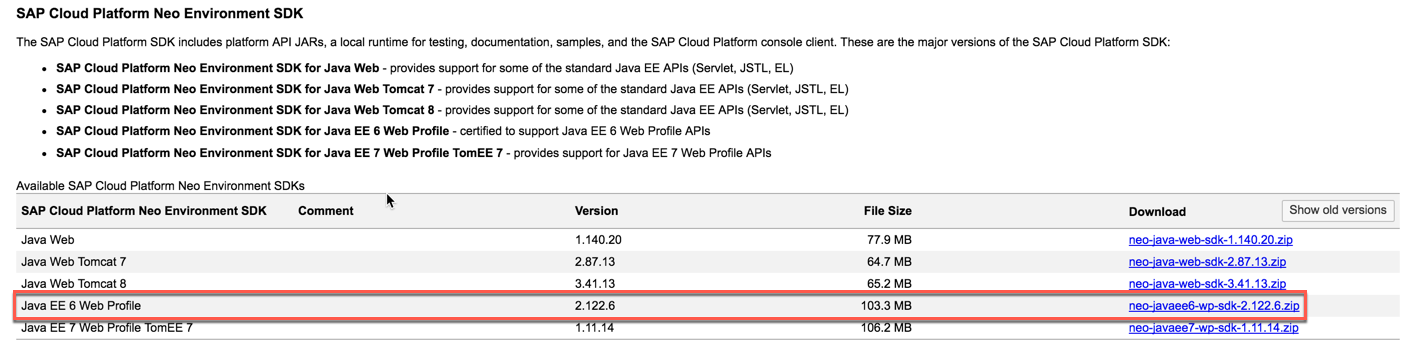 SAP Cloud Platform Neo Environment SDK
The SAP Cloud Platform SDK includes platform API JARs, a local runtime for testing, documentation, samples, and the SAP Cloud Platform console client. These are the major versions of the SAP Cloud Platform SDK:
• SAP Cloud Platform Neo Environment SDK for Java Web - provides support for some of the standard Java EE APIs (Servlet, JSTL, EL)
• SAP Cloud Platform Neo Environment SDK for Java Web Tomcat 7 - provides support for some of the standard Java EE APIs (Servlet, JSTL, EL)
• SAP Cloud Platform Neo Environment SDK for Java Web Tomcat 8 - provides support for some of the standard Java EE APIs (Servlet, JSTL, EL)
• SAP Cloud Platform Neo Environment SDK for Java EE 6 Web Profile - certified to support Java EE 6 Web Profile APIs
• SAP Cloud Platform Neo Environment SDK for Java EE 7 Web Profile TomEE 7 - provides support for Java EE 7 Web Profile APIs
Available SAP Cloud Platform Neo Environment SDKs
SAP Cloud Platform Neo Environment SDK Comment Version File Size Download Show old versions
Java Web 1.140.20 77.9 MB neo-java-web-sdk-1.140.20.zip
Java Web Tomcat 7 2.87.13 64.7 MB neo-java-web-sdk-2.87.13.zip
Java Web Tomcat 8 3.41.13 65.2 MB neo-java-web-sdk-3.41.13.zip
Java EE 6 Web Profile 2.122.6 103.3 MB neo-javaee6-wp-sdk-2.122.6.zip
Java EE 7 Web Profile TomEE 7 1.11.14 106.2 MB neo-javaee7-wp-sdk-1.11.14.zip